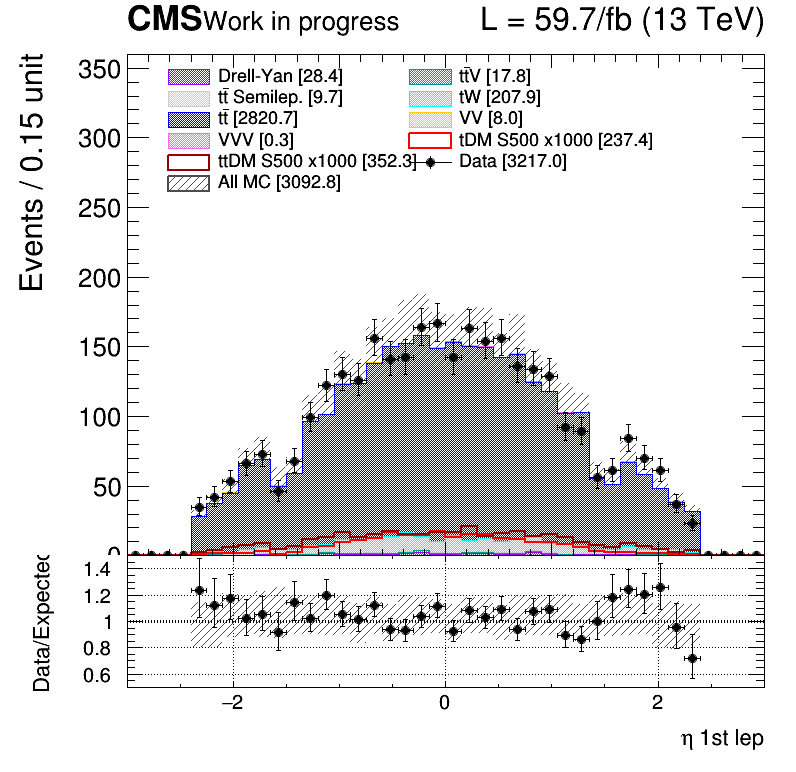 CMS Work in progress L = 59.7/fb (13 TeV)
Events / 0.15 unit
350
300
250
200
150
100
50
0
Drell-Yan [28.4]
tt̄ Semilep. [9.7]
tt̄ [2820.7]
VVV [0.3]
ttDM S500 x1000 [352.3]
All MC [3092.8]
tt̄V [17.8]
tW [207.9]
VV [8.0]
tDM S500 x1000 [237.4]
Data [3217.0]
Data/Expected
1.4
1.2
1
0.8
0.6
−2 0 2
η 1st lep